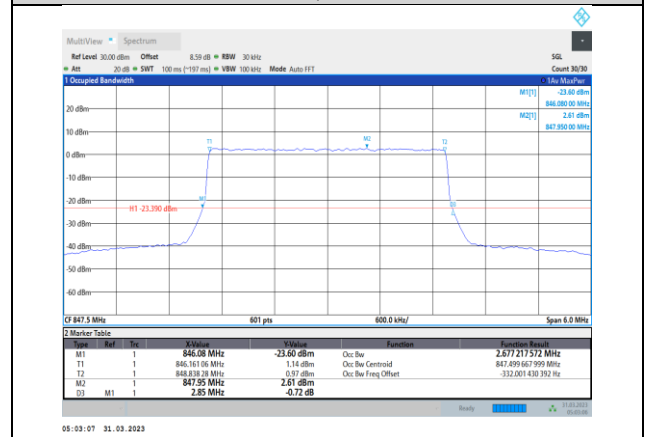 MultiView Spectrum
Ref Level 30.00 dBm Offset 8.59 dB RBW 30 kHz SGL
Att 20 dB SWT 100 ms (~197 ms) VBW 100 kHz Mode Auto FFT Count 30/30
1 Occupied Bandwidth 1Av MaxPwr
M1[1] -23.60 dBm
846.080 00 MHz
M2[1] 2.61 dBm
847.950 00 MHz
20 dBm
10 dBm
T1 M2 T2
0 dBm
-10 dBm
-20 dBm
M1 D3
H1 -23.390 dBm
-30 dBm
-40 dBm
-50 dBm
-60 dBm
CF 847.5 MHz 601 pts 600.0 kHz/ Span 6.0 MHz
2 Marker Table
Type Ref Trc X-Value Y-Value Function Function Result
M1 1 846.08 MHz -23.60 dBm Occ Bw 2.677 217 572 MHz
T1 1 846.161 06 MHz 1.14 dBm Occ Bw Centroid 847.499 667 999 MHz
T2 1 848.838 28 MHz 0.97 dBm Occ Bw Freq Offset -332.001 430 392 Hz
M2 1 847.95 MHz 2.61 dBm
D3 M1 1 2.85 MHz -0.72 dB
Ready 31.03.2023
05:03:06
05:03:07 31.03.2023